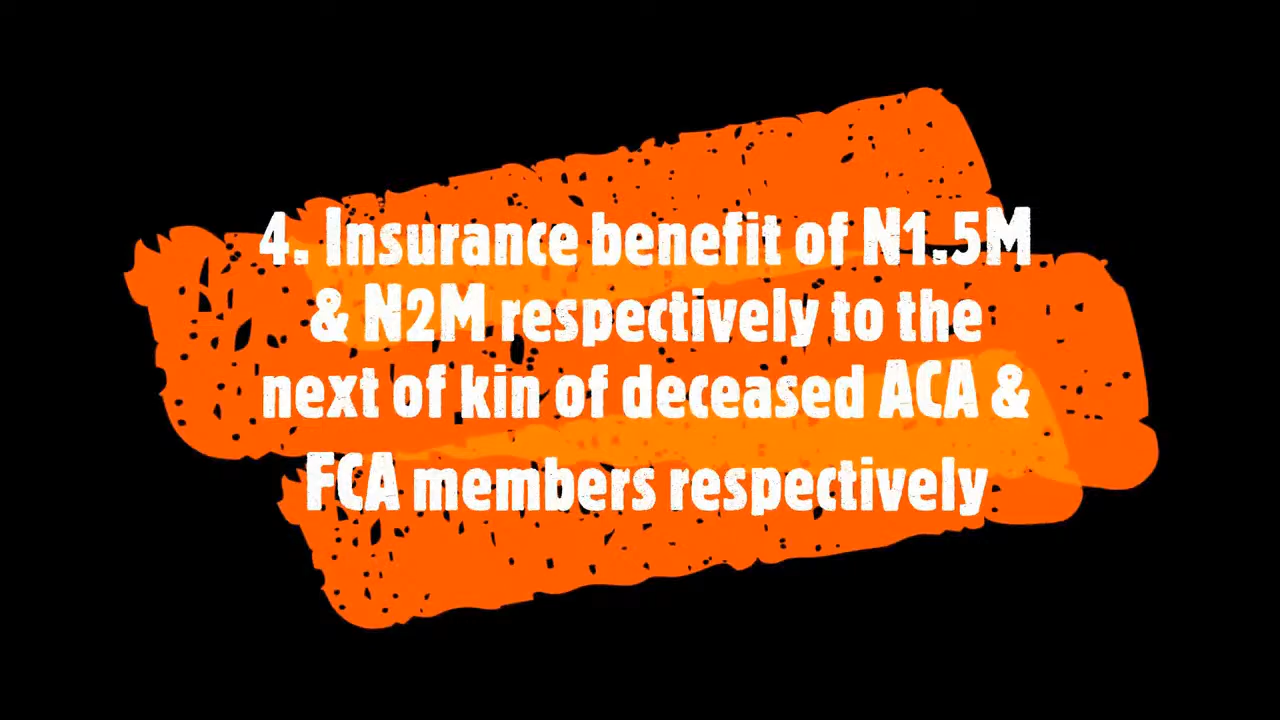 4. Insurance benefit of N1.5M
& N2M respectively to the
next of kin of deceased ACA &
FCA members respectively